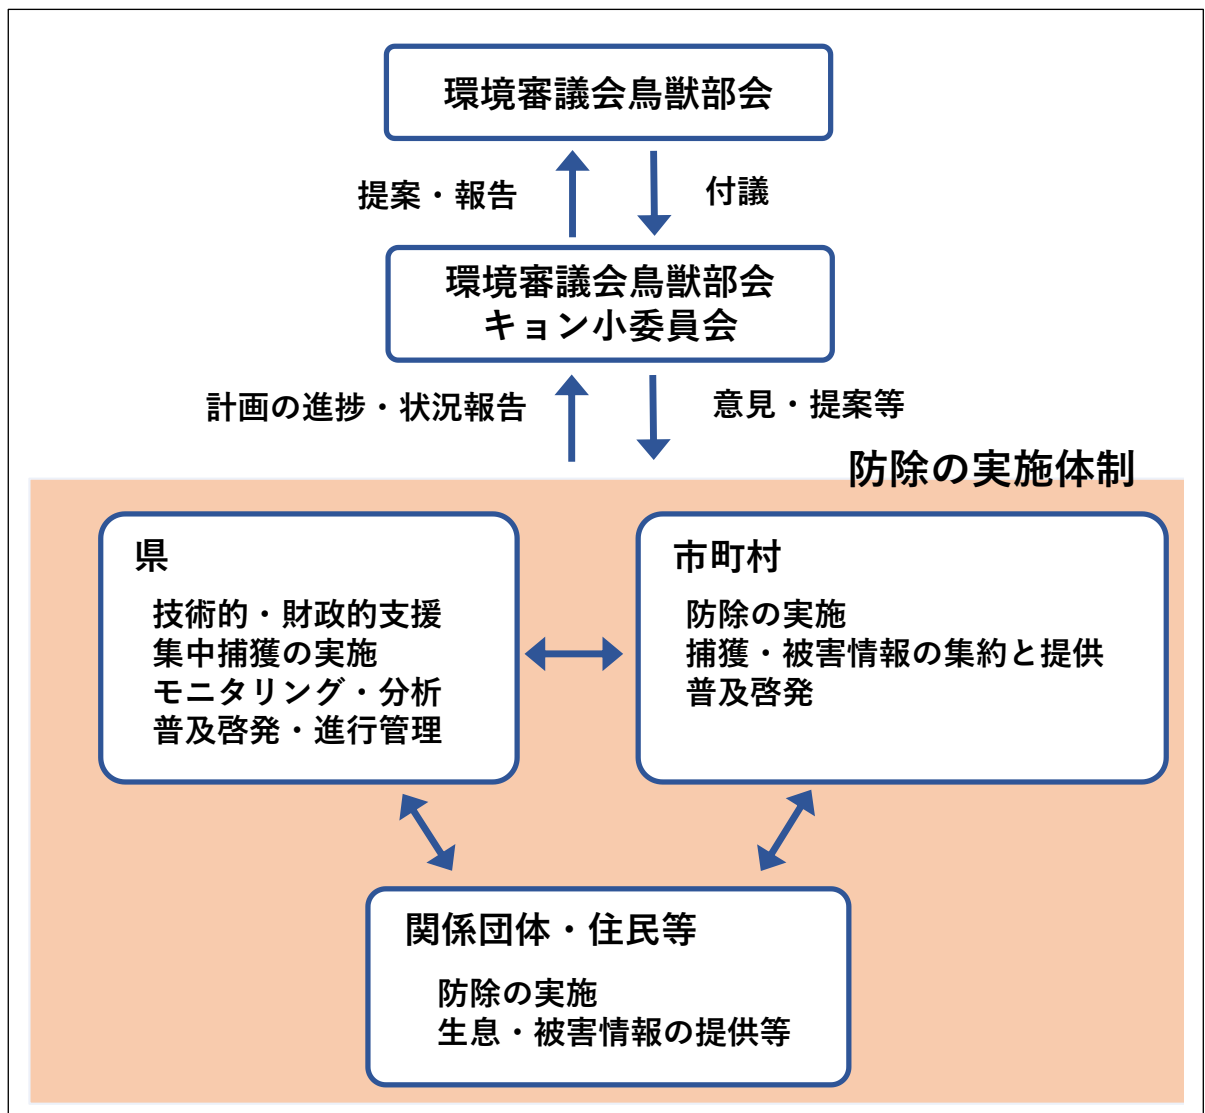 環境審議会鳥獣部会
提案・報告
付議
環境審議会鳥獣部会
キョン小委員会
計画の進捗・状況報告
意見・提案等
防除の実施体制
県
技術的・財政的支援
集中捕獲の実施
モニタリング・分析
普及啓発・進行管理
市町村
防除の実施
捕獲・被害情報の集約と提供
普及啓発
関係団体・住民等
防除の実施
生息・被害情報の提供等